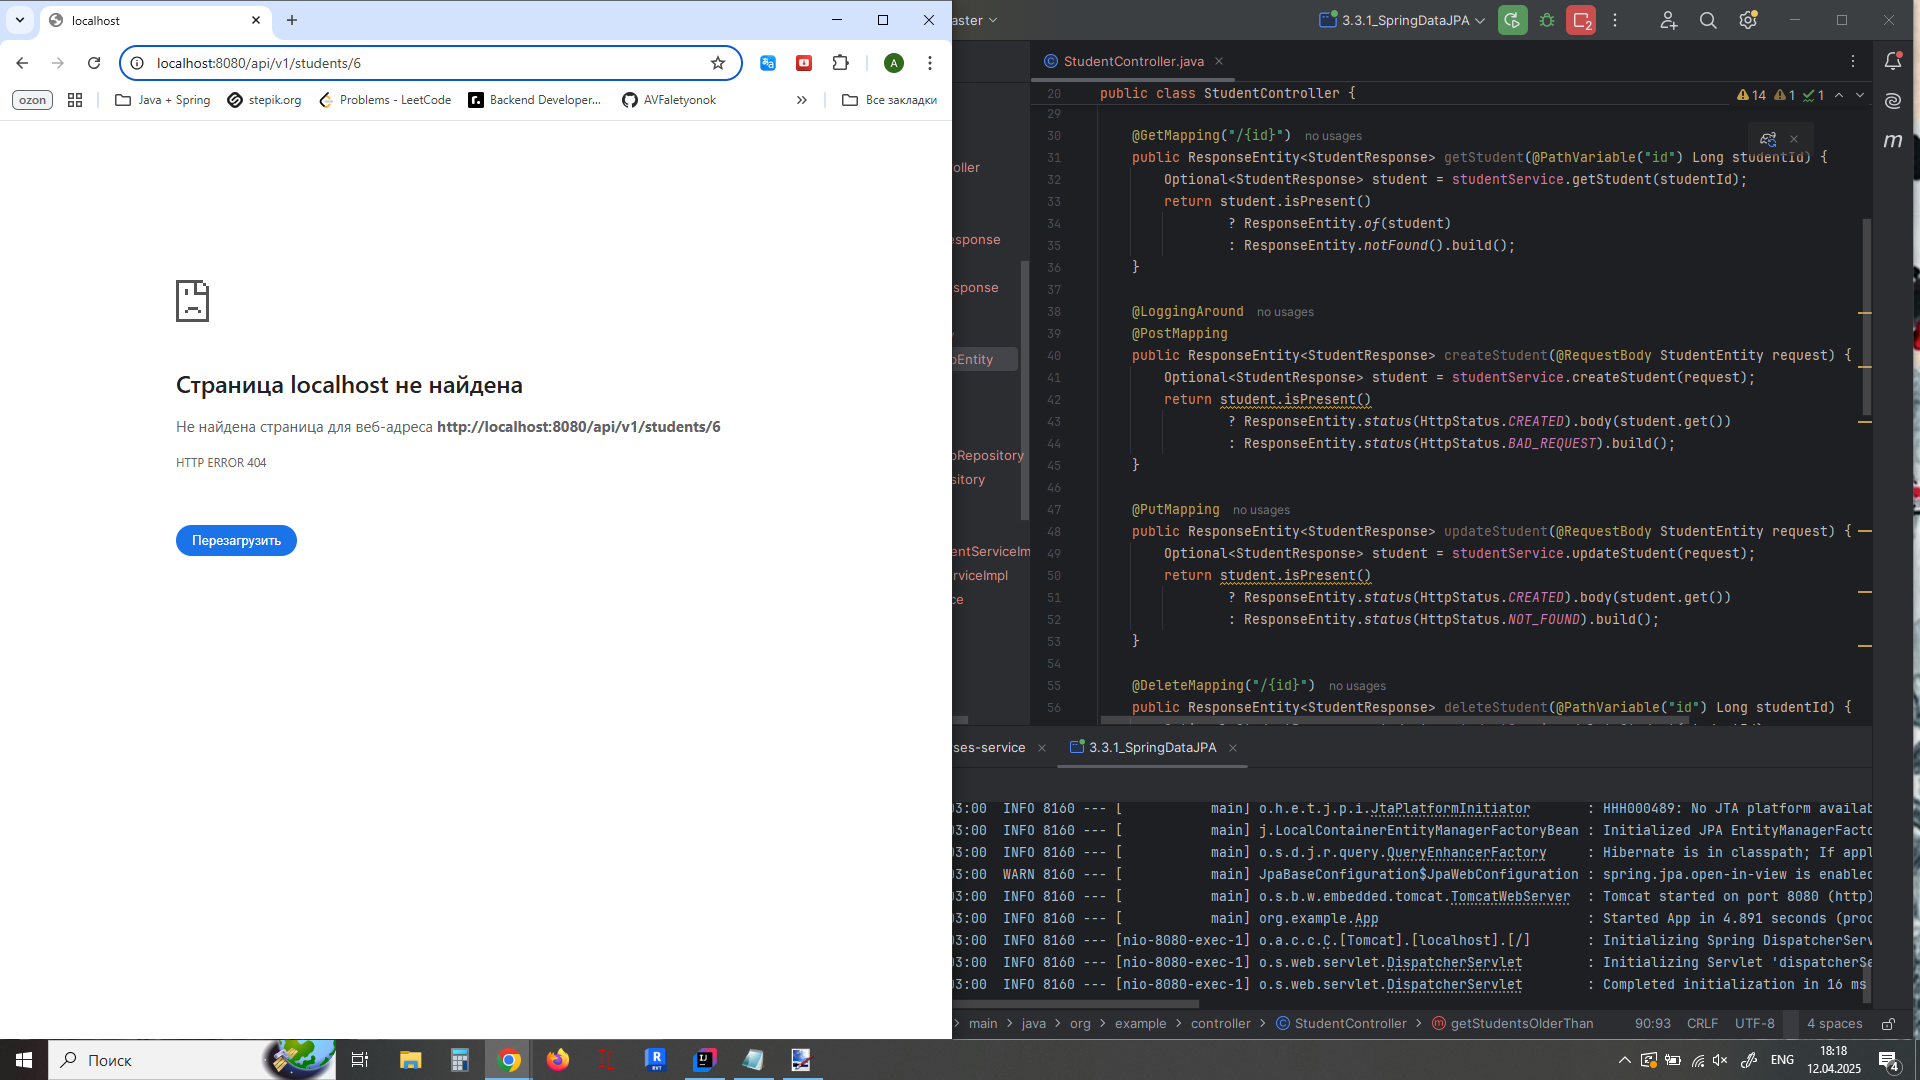 localhost
localhost:8080/api/v1/students/6
ozon
Java + Spring
stepik.org
Problems - LeetCode
Backend Developer...
AVFaletyonok
»
Все закладки
A
Страница localhost не найдена
Не найдена страница для веб-адреса http://localhost:8080/api/v1/students/6
HTTP ERROR 404
Перезагрузить
aster
3.3.1_SpringDataJPA
2
StudentController.java
oller
esponse
sponse
oEntity
oRepository
sitory
entServiceIm
rviceImpl
ce
20 public class StudentController {
14 1 1
29
30 @GetMapping("/{id}") no usages
31 public ResponseEntity<StudentResponse> getStudent(@PathVariable("id") Long studentId) {
32 Optional<StudentResponse> student = studentService.getStudent(studentId);
33 return student.isPresent()
34 ? ResponseEntity.of(student)
35 : ResponseEntity.notFound().build();
36 }
37
38 @LoggingAround no usages
39 @PostMapping
40 public ResponseEntity<StudentResponse> createStudent(@RequestBody StudentEntity request) {
41 Optional<StudentResponse> student = studentService.createStudent(request);
42 return student.isPresent()
43 ? ResponseEntity.status(HttpStatus.CREATED).body(student.get())
44 : ResponseEntity.status(HttpStatus.BAD_REQUEST).build();
45 }
46
47 @PutMapping no usages
48 public ResponseEntity<StudentResponse> updateStudent(@RequestBody StudentEntity request) {
49 Optional<StudentResponse> student = studentService.updateStudent(request);
50 return student.isPresent()
51 ? ResponseEntity.status(HttpStatus.CREATED).body(student.get())
52 : ResponseEntity.status(HttpStatus.NOT_FOUND).build();
53 }
54
55 @DeleteMapping("/{id}") no usages
56 public ResponseEntity<StudentResponse> deleteStudent(@PathVariable("id") Long studentId) {
m
rses-service
3.3.1_SpringDataJPA
03:00 INFO 8160 --- [ main] o.h.e.t.j.p.i.JtaPlatformInitiator : HHH000489: No JTA platform availab
03:00 INFO 8160 --- [ main] j.LocalContainerEntityManagerFactoryBean : Initialized JPA EntityManagerFacto
03:00 INFO 8160 --- [ main] o.s.d.j.r.query.QueryEnhancerFactory : Hibernate is in classpath; If appl
03:00 WARN 8160 --- [ main] JpaBaseConfiguration$JpaWebConfiguration : spring.jpa.open-in-view is enabled
03:00 INFO 8160 --- [ main] o.s.b.w.embedded.tomcat.TomcatWebServer : Tomcat started on port 8080 (http)
03:00 INFO 8160 --- [ main] org.example.App : Started App in 4.891 seconds (proc
03:00 INFO 8160 --- [nio-8080-exec-1] o.a.c.c.C.[Tomcat].[localhost].[/] : Initializing Spring DispatcherServ
03:00 INFO 8160 --- [nio-8080-exec-1] o.s.web.servlet.DispatcherServlet : Initializing Servlet 'dispatcherSe
03:00 INFO 8160 --- [nio-8080-exec-1] o.s.web.servlet.DispatcherServlet : Completed initialization in 16 ms
> main > java > org > example > controller > StudentController > getStudentsOlderThan
90:93 CRLF UTF-8 4 spaces
Поиск
ENG
18:18
12.04.2025
4